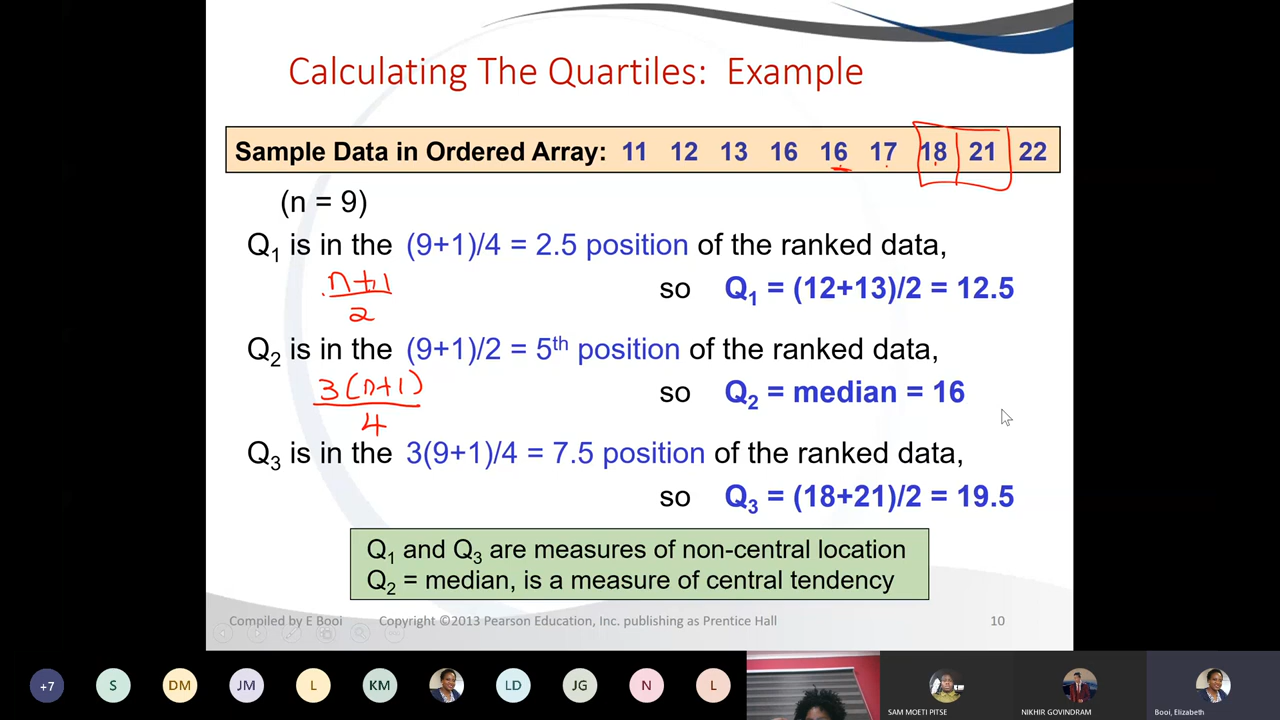 Calculating The Quartiles: Example
Sample Data in Ordered Array: 11 12 13 16 16 17 18 21 22
(n = 9)
Q1 is in the (9+1)/4 = 2.5 position of the ranked data,
n+1
2
so Q1 = (12+13)/2 = 12.5
Q2 is in the (9+1)/2 = 5th position of the ranked data,
3(n+1)
4
so Q2 = median = 16
Q3 is in the 3(9+1)/4 = 7.5 position of the ranked data,
so Q3 = (18+21)/2 = 19.5
Q1 and Q3 are measures of non-central location
Q2 = median, is a measure of central tendency
Compiled by E Booi Copyright ©2013 Pearson Education, Inc. publishing as Prentice Hall 10
+7 S DM JM L KM LD JG N L
SAM MOETI PITSE NIKHIR GOVINDRAM Booi, Elizabeth